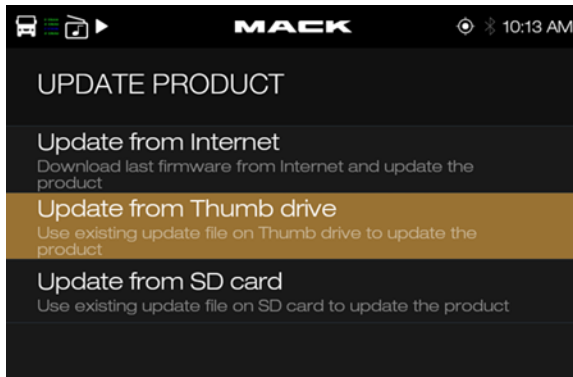 MACK
10:13 AM
UPDATE PRODUCT
Update from Internet
Download last firmware from Internet and update the
product
Update from Thumb drive
Use existing update file on Thumb drive to update the
product
Update from SD card
Use existing update file on SD card to update the product